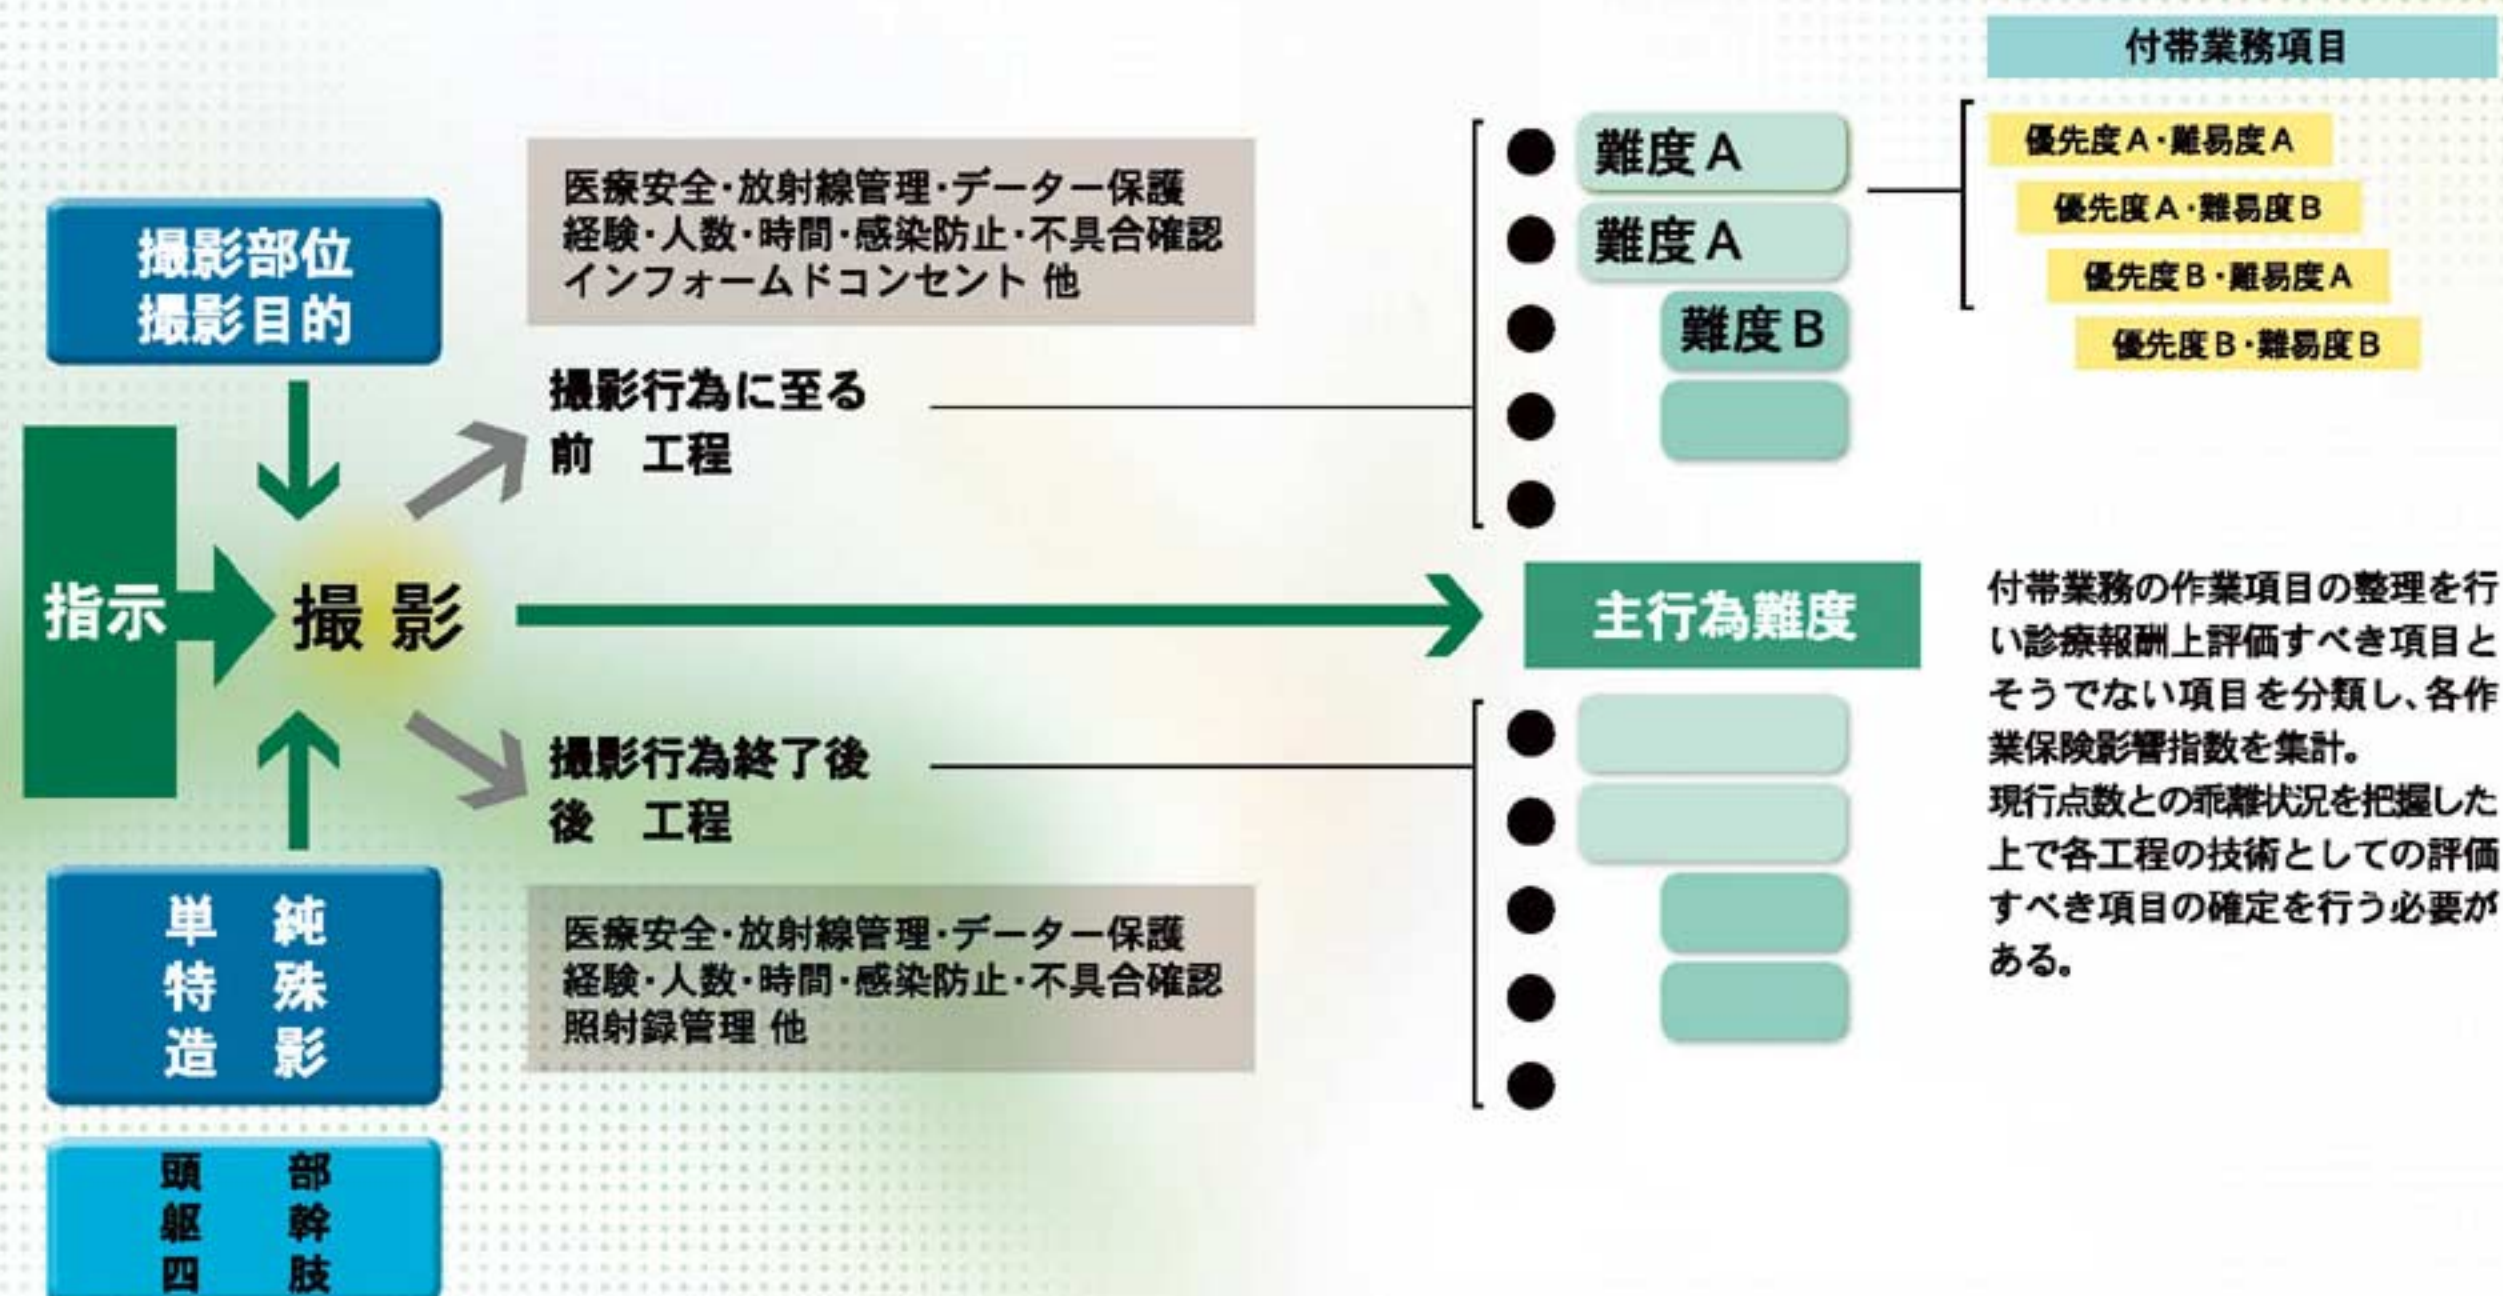 付帯業務項目
優先度A・難易度A
優先度A・難易度B
優先度B・難易度A
優先度B・難易度B
医療安全・放射線管理・データー保護
経験・人数・時間・感染防止・不具合確認
インフォームドコンセント 他
難度A
難度A
難度B
撮影部位
撮影目的
撮影行為に至る
前　工程
指示
撮 影
主行為難度
撮影行為終了後
後　工程
単　純
特　殊
造　影
医療安全・放射線管理・データー保護
経験・人数・時間・感染防止・不具合確認
照射録管理 他
頭　部
躯　幹
四　肢
付帯業務の作業項目の整理を行
い診療報酬上評価すべき項目と
そうでない項目を分類し、各作
業保険影響指数を集計。
現行点数との乖離状況を把握した
上で各工程の技術としての評価
すべき項目の確定を行う必要が
ある。